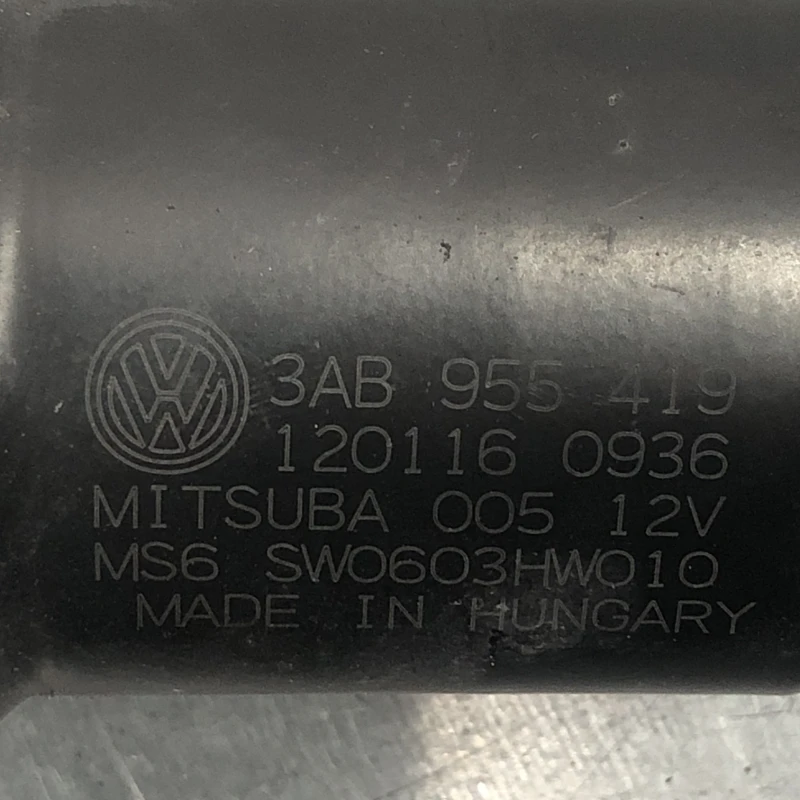 3AB 955 419
120116 0936
MITSUBA 005 12V
MS6 SW0603HW010
MADE IN HUNGARY